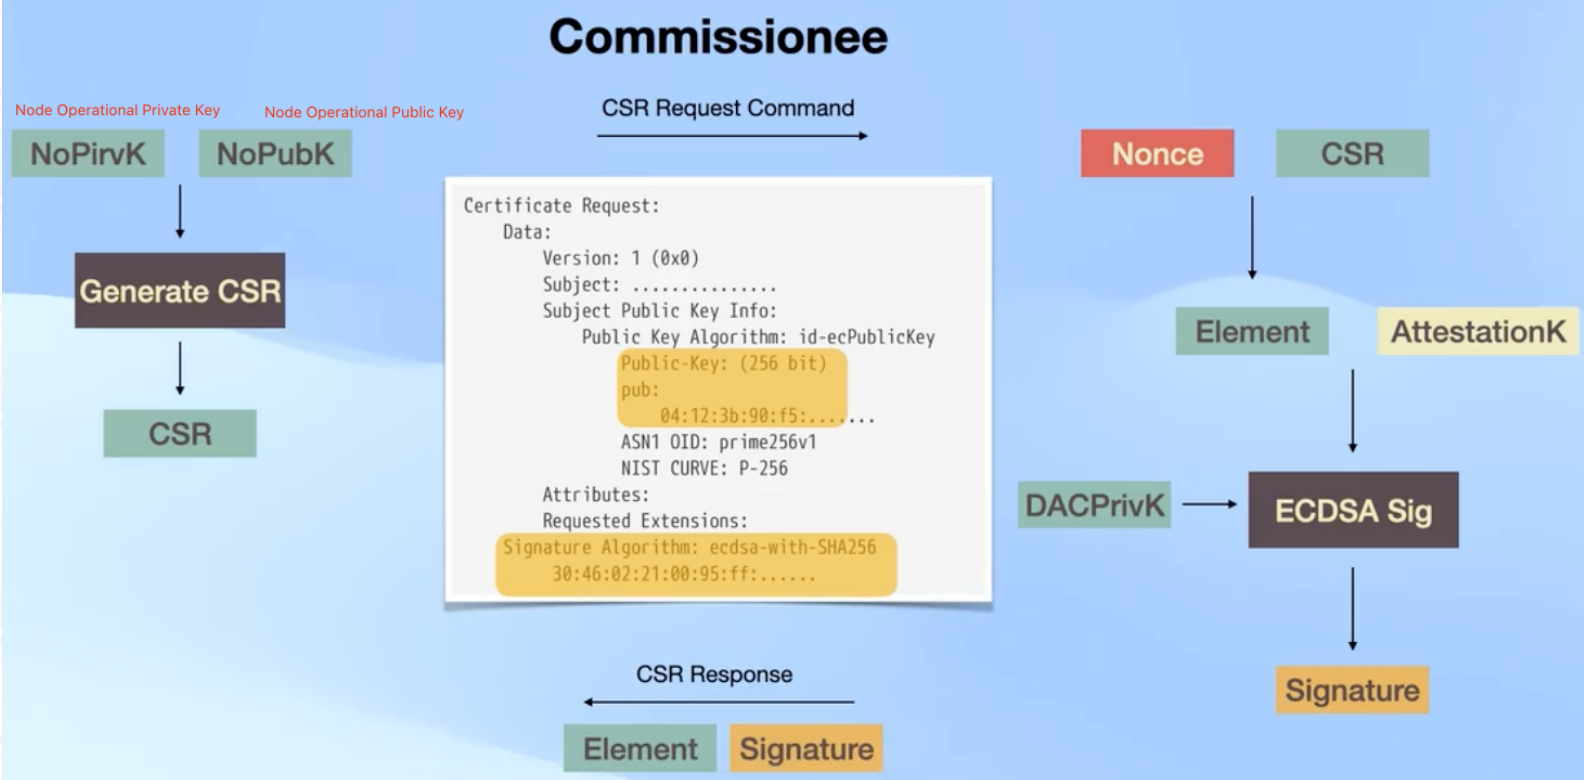 Commissionee
Node Operational Private Key
Node Operational Public Key
NoPirvK
NoPubK
Generate CSR
CSR
CSR Request Command
Certificate Request:
Data:
Version: 1 (0x0)
Subject: ...............
Subject Public Key Info:
Public Key Algorithm: id-ecPublicKey
Public-Key: (256 bit)
pub:
04:12:3b:90:f5:.......
ASN1 OID: prime256v1
NIST CURVE: P-256
Attributes:
Requested Extensions:
Signature Algorithm: ecdsa-with-SHA256
30:46:02:21:00:95:ff:......
CSR Response
Element
Signature
Nonce
CSR
Element
AttestationK
DACPrivK
ECDSA Sig
Signature